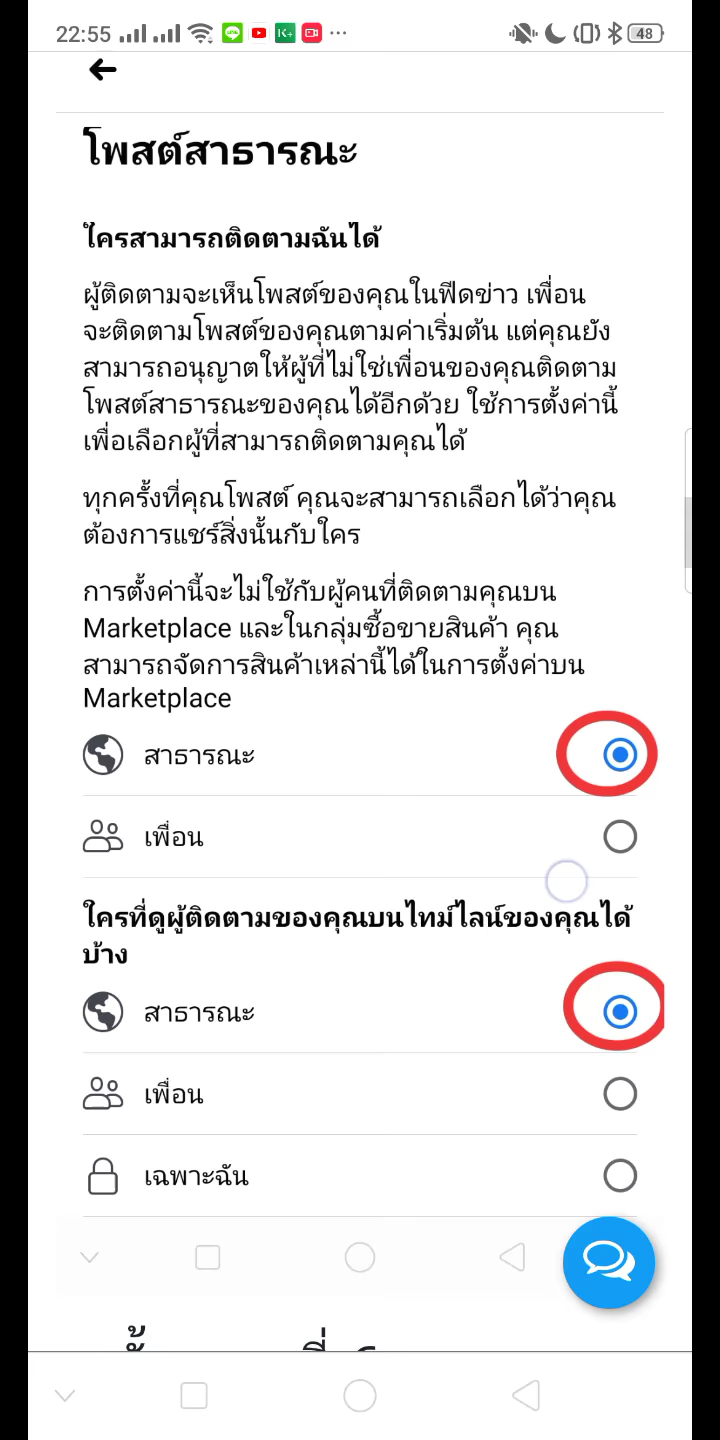 22:55
K+
48
โพสต์สาธารณะ
ใครสามารถติดตามฉันได้
ผู้ติดตามจะเห็นโพสต์ของคุณในฟีดข่าว เพื่อน
จะติดตามโพสต์ของคุณตามค่าเริ่มต้น แต่คุณยัง
สามารถอนุญาตให้ผู้ที่ไม่ใช่เพื่อนของคุณติดตาม
โพสต์สาธารณะของคุณได้อีกด้วย ใช้การตั้งค่านี้
เพื่อเลือกผู้ที่สามารถติดตามคุณได้
ทุกครั้งที่คุณโพสต์ คุณจะสามารถเลือกได้ว่าคุณ
ต้องการแชร์สิ่งนั้นกับใคร
การตั้งค่านี้จะไม่ใช้กับผู้คนที่ติดตามคุณบน
Marketplace และในกลุ่มซื้อขายสินค้า คุณ
สามารถจัดการสินค้าเหล่านี้ได้ในการตั้งค่าบน
Marketplace
สาธารณะ
เพื่อน
ใครที่ดูผู้ติดตามของคุณบนไทม์ไลน์ของคุณได้
บ้าง
สาธารณะ
เพื่อน
เฉพาะฉัน